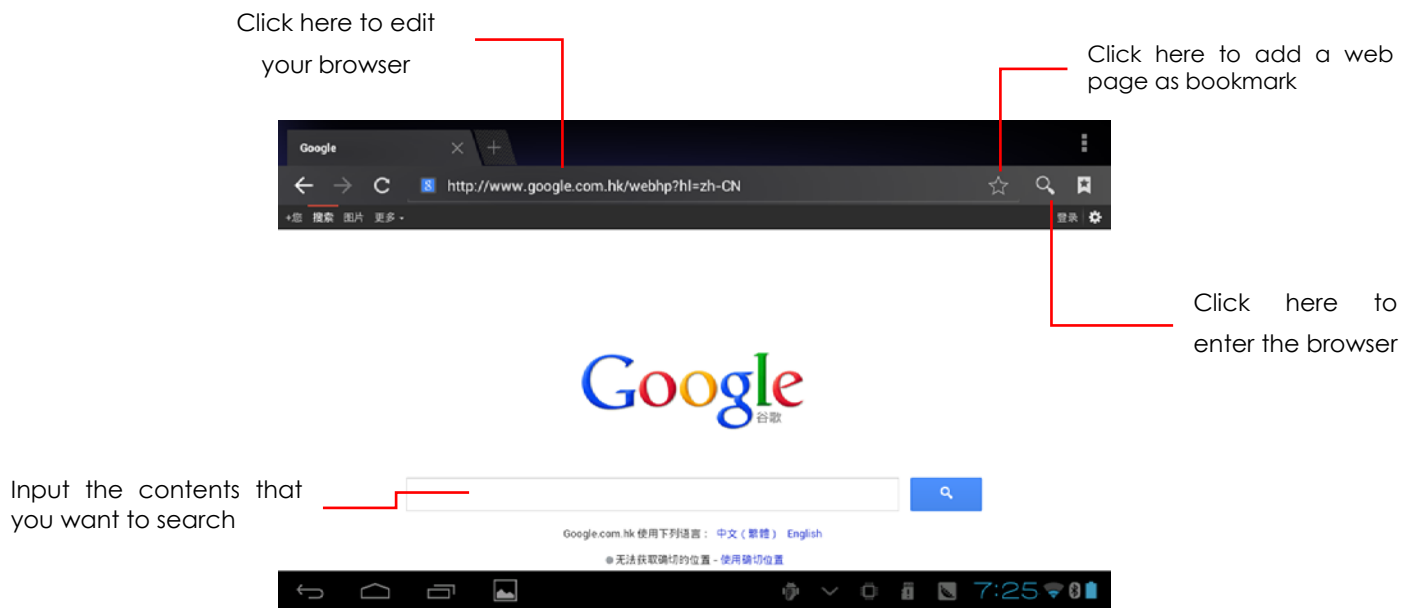 Click here to edit
your browser
Click here to add a web
page as bookmark
Google
http://www.google.com.hk/webhp?hl=zh-CN
+您 搜索 图片 更多
登录
Click here to
enter the browser
Google
谷歌
Input the contents that
you want to search
Google.com.hk 使用下列语言： 中文（繁體） English
无法获取确切的位置 - 使用确切位置
7:25